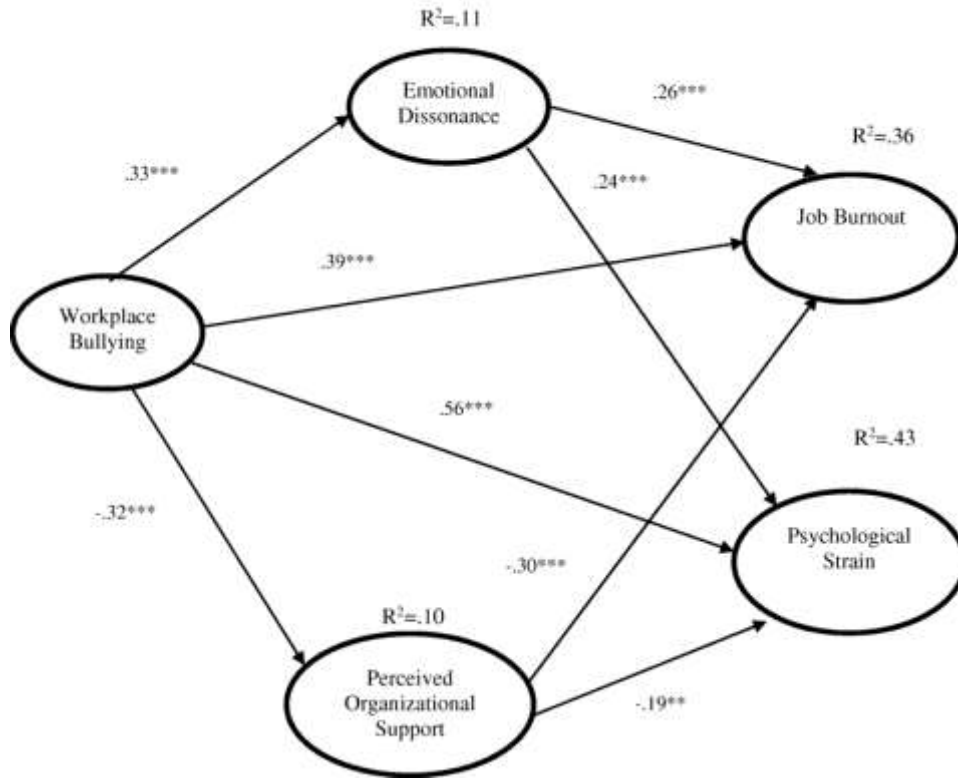 R²=.11
Emotional
Dissonance
.26***
R²=.36
.33***
.24***
Job Burnout
.39***
Workplace
Bullying
.56***
R²=.43
-.32***
Psychological
Strain
-.30***
R²=.10
Perceived
Organizational
Support
-.19**